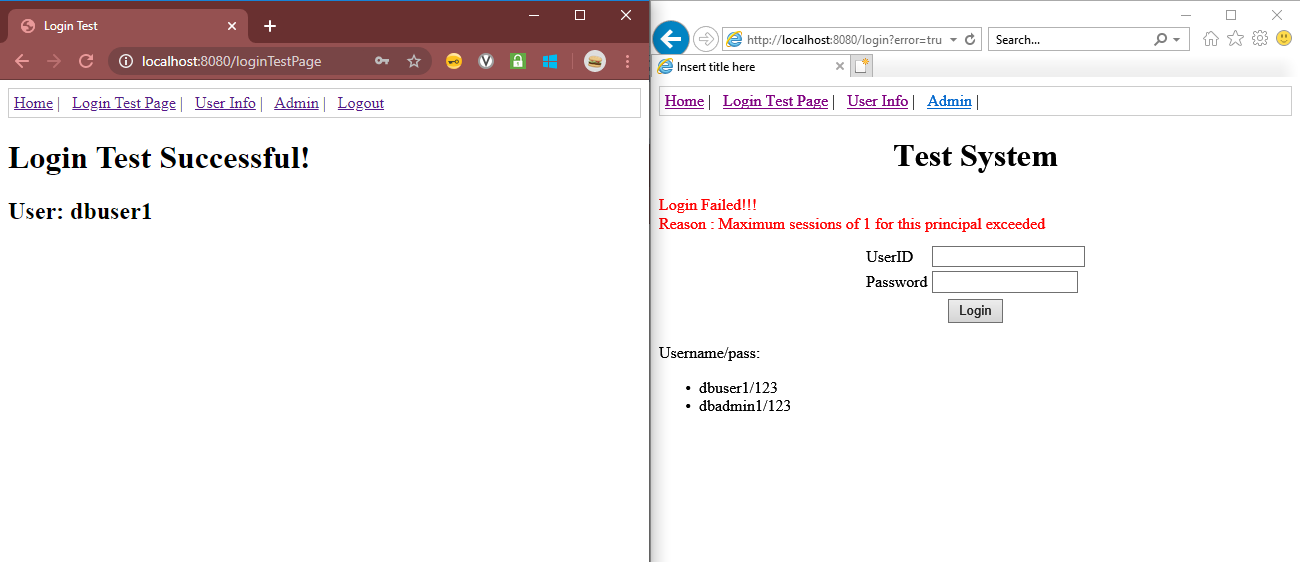 Login Test
localhost:8080/loginTestPage
Home | Login Test Page | User Info | Admin | Logout
Login Test Successful!
User: dbuser1
http://localhost:8080/login?error=tru
Search...
Insert title here
Home | Login Test Page | User Info | Admin |
Test System
Login Failed!!!
Reason : Maximum sessions of 1 for this principal exceeded
UserID
Password
Login
Username/pass:
• dbuser1/123
• dbadmin1/123